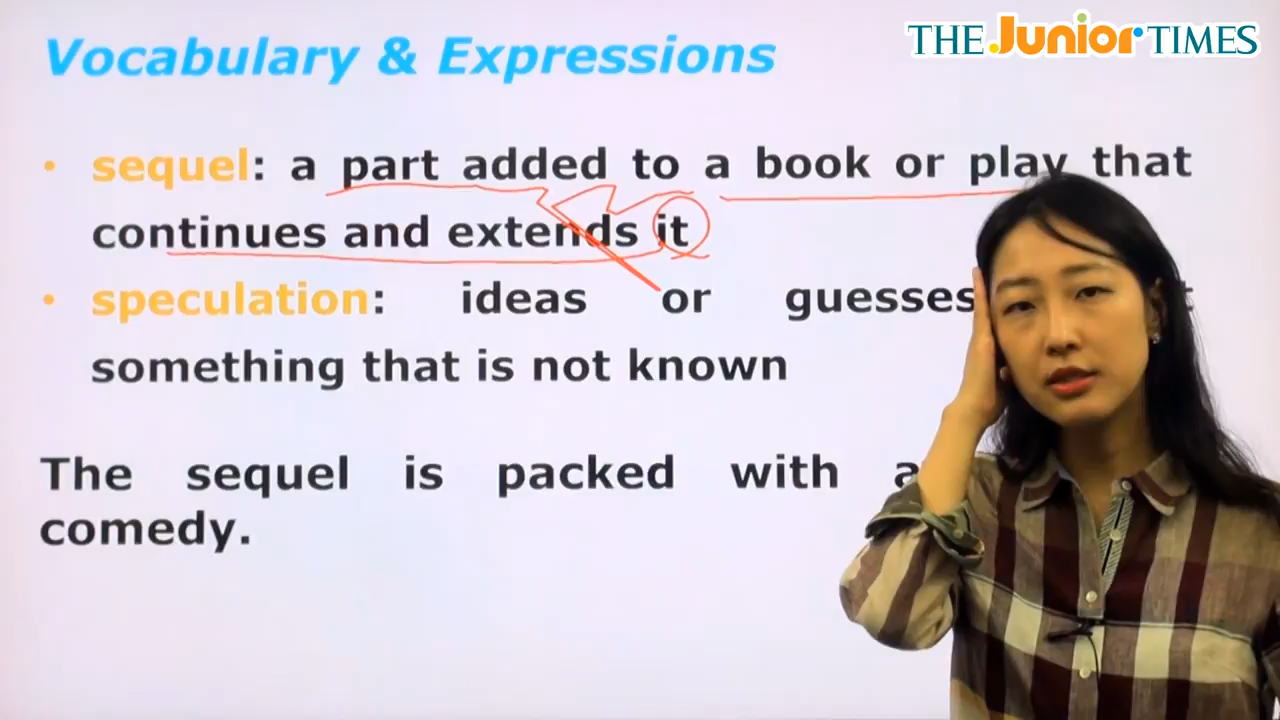 THE Junior TIMES
Vocabulary & Expressions
• sequel: a part added to a book or play that
continues and extends it
• speculation: ideas or guesses
something that is not known
The sequel is packed with
comedy.